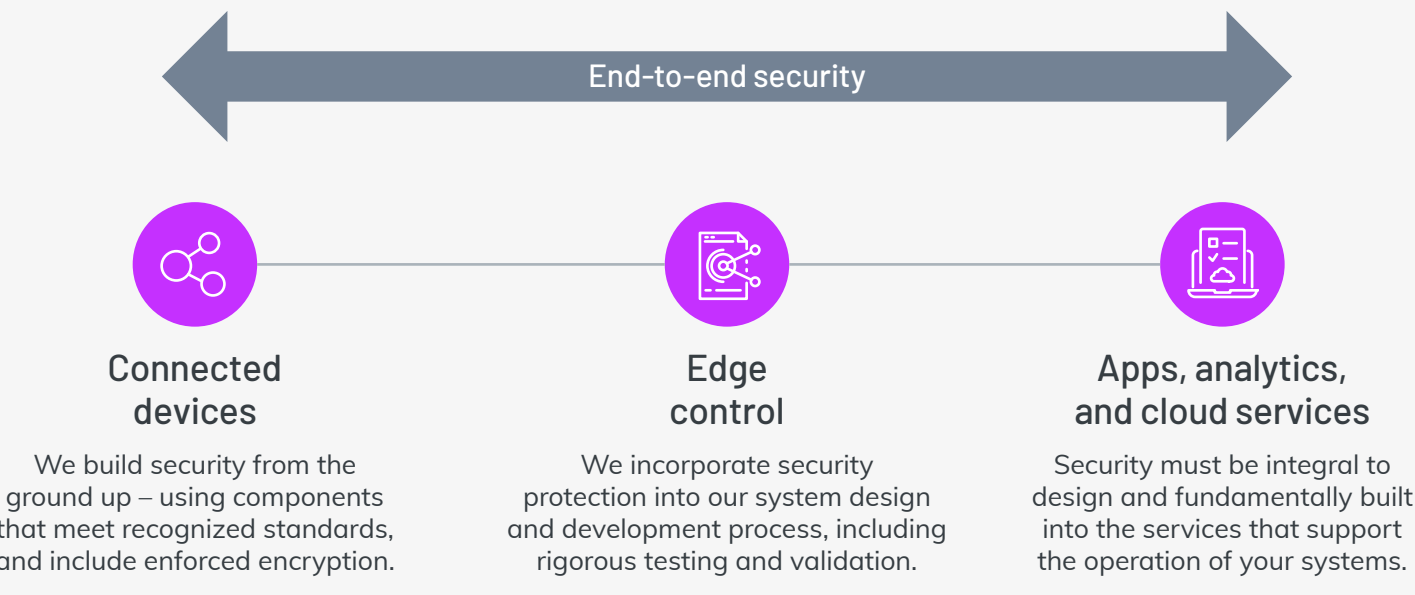 End-to-end security
Connected
devices
We build security from the
ground up – using components
that meet recognized standards,
and include enforced encryption.
Edge
control
We incorporate security
protection into our system design
and development process, including
rigorous testing and validation.
Apps, analytics,
and cloud services
Security must be integral to
design and fundamentally built
into the services that support
the operation of your systems.